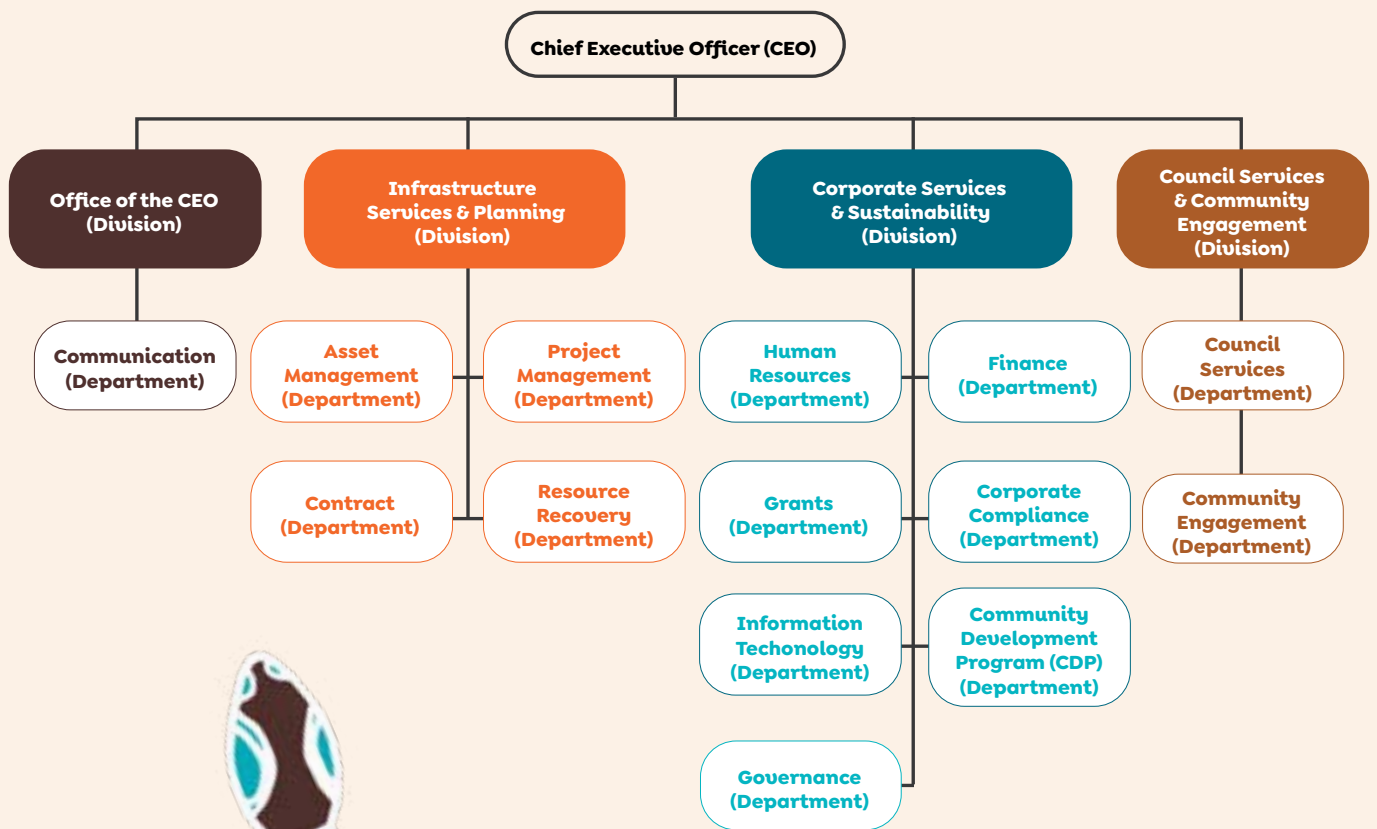 Chief Executive Officer (CEO)
Office of the CEO
(Division)
Infrastructure
Services & Planning
(Division)
Corporate Services
& Sustainability
(Division)
Council Services
& Community
Engagement
(Division)
Communication
(Department)
Asset
Management
(Department)
Project
Management
(Department)
Human
Resources
(Department)
Finance
(Department)
Council
Services
(Department)
Contract
(Department)
Resource
Recovery
(Department)
Grants
(Department)
Corporate
Compliance
(Department)
Community
Engagement
(Department)
Information
Techonology
(Department)
Community
Development
Program (CDP)
(Department)
Governance
(Department)